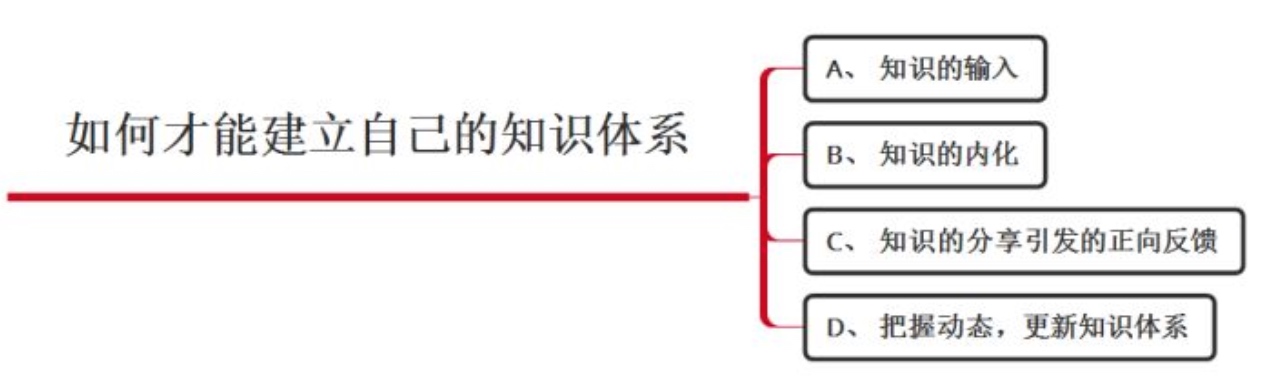 如何才能建立自己的知识体系
A、 知识的输入
B、 知识的内化
C、 知识的分享引发的正向反馈
D、 把握动态，更新知识体系